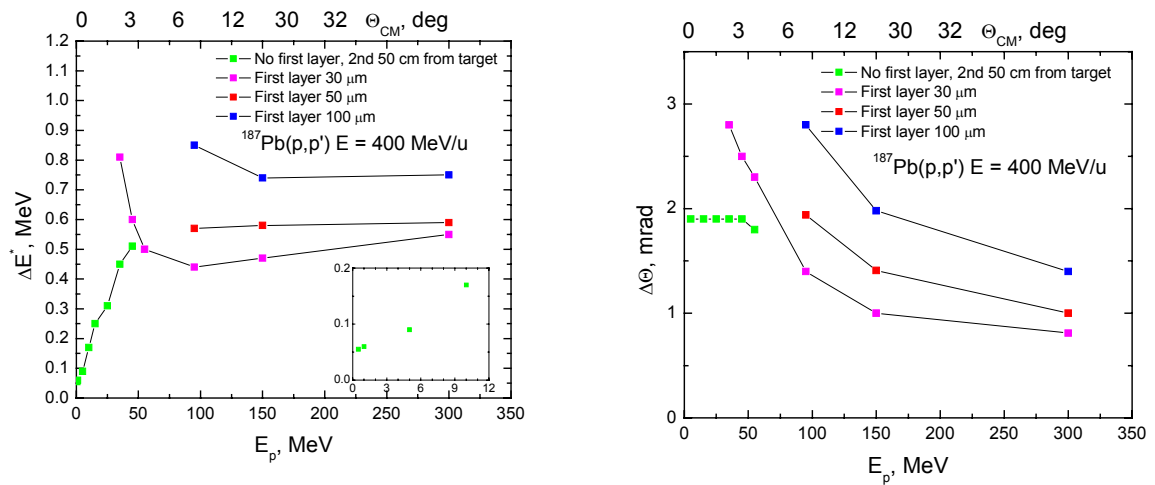 0 3 6 12 30 32 Θ_CM, deg
1.2
1.1
1.0
0.9
0.8
0.7
0.6
0.5
0.4
0.3
0.2
0.1
0.0
ΔE*, MeV
No first layer, 2nd 50 cm from target
First layer 30 μm
First layer 50 μm
First layer 100 μm
¹⁸⁷Pb(p,p') E = 400 MeV/u
0.2
0.1
0.0
0 3 6 9 12
0 50 100 150 200 250 300 350
E_p, MeV
0 3 6 12 30 32 Θ_CM, deg
3
2
1
0
ΔΘ, mrad
No first layer, 2nd 50 cm from target
First layer 30 μm
First layer 50 μm
First layer 100 μm
¹⁸⁷Pb(p,p') E = 400 MeV/u
0 50 100 150 200 250 300 350
E_p, MeV